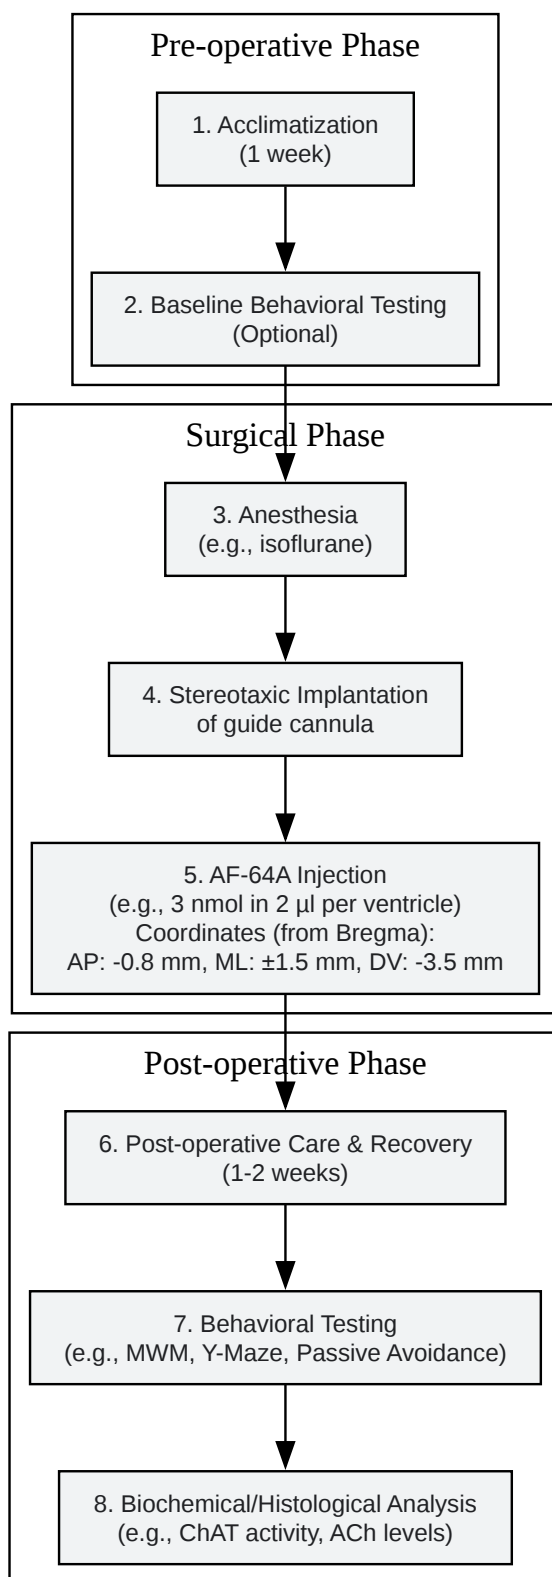 Pre-operative Phase
1. Acclimatization
(1 week)
2. Baseline Behavioral Testing
(Optional)
Surgical Phase
3. Anesthesia
(e.g., isoflurane)
4. Stereotaxic Implantation
of guide cannula
5. AF-64A Injection
(e.g., 3 nmol in 2 µl per ventricle)
Coordinates (from Bregma):
AP: -0.8 mm, ML: ±1.5 mm, DV: -3.5 mm
Post-operative Phase
6. Post-operative Care & Recovery
(1-2 weeks)
7. Behavioral Testing
(e.g., MWM, Y-Maze, Passive Avoidance)
8. Biochemical/Histological Analysis
(e.g., ChAT activity, ACh levels)